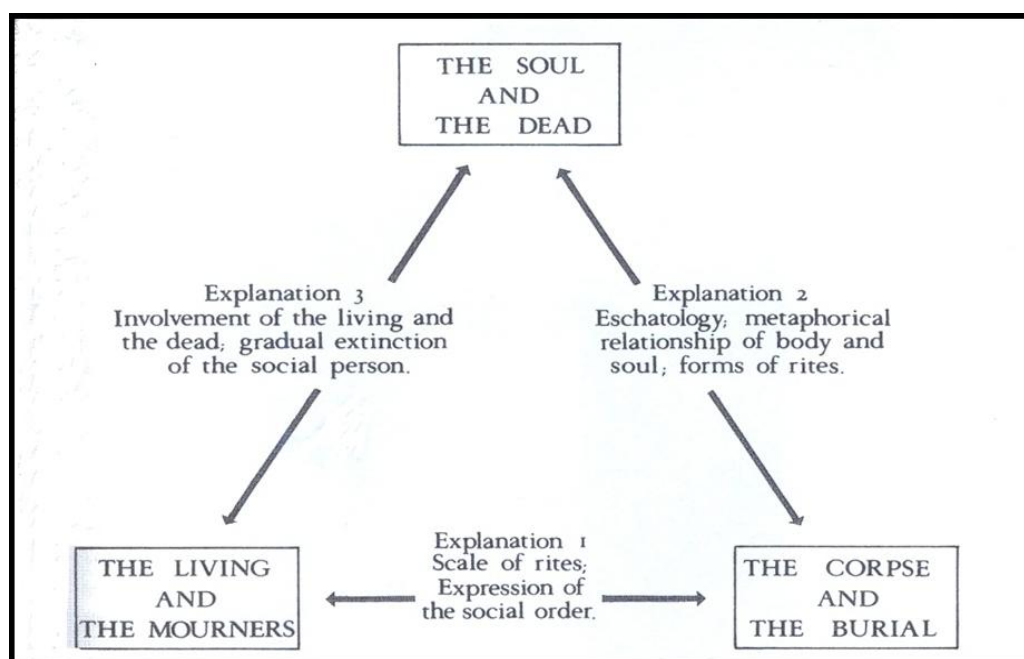 THE SOUL
AND
THE DEAD
Explanation 3
Involvement of the living and
the dead; gradual extinction
of the social person.
Explanation 2
Eschatology; metaphorical
relationship of body and
soul; forms of rites.
Explanation 1
Scale of rites;
Expression of
the social order.
THE LIVING
AND
THE MOURNERS
THE CORPSE
AND
THE BURIAL